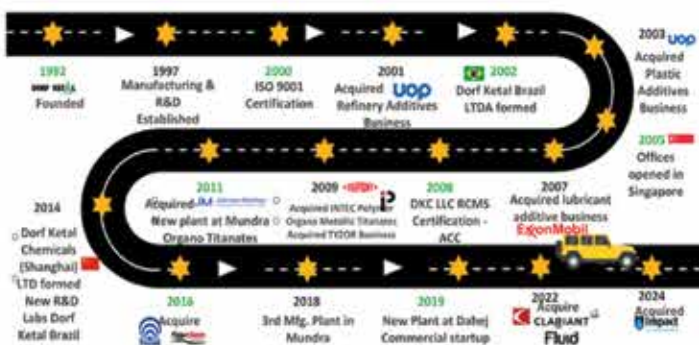 1992
DORF KETAL
Founded
1997
Manufacturing &
R&D
Established
2000
ISO 9001
Certification
2001
Acquired uop
Refinery Additives
Business
2002
Dorf Ketal Brazil
LTDA formed
2003 uop
Acquired
Plastic
Additives
Business
2005
Offices
opened in
Singapore
2007
Acquired lubricant
additive business
ExxonMobil
2008
DKC LLC RCMS
Certification -
ACC
2009
Acquired INTEC Polym
Organo Metallic Titanates
Acquired TYZOR Business
2011
Acquired JM
New plant at Mundra
Organo Titanates
2014
Dorf Ketal
Chemicals
(Shanghai)
LTD formed
New R&D
Labs Dorf
Ketal Brazil
2016
Acquire
2018
3rd Mfg. Plant in
Mundra
2019
New Plant at Dahej
Commercial startup
2022
Acquire
CLARIANT
Fluid
2024
Acquired
Impact